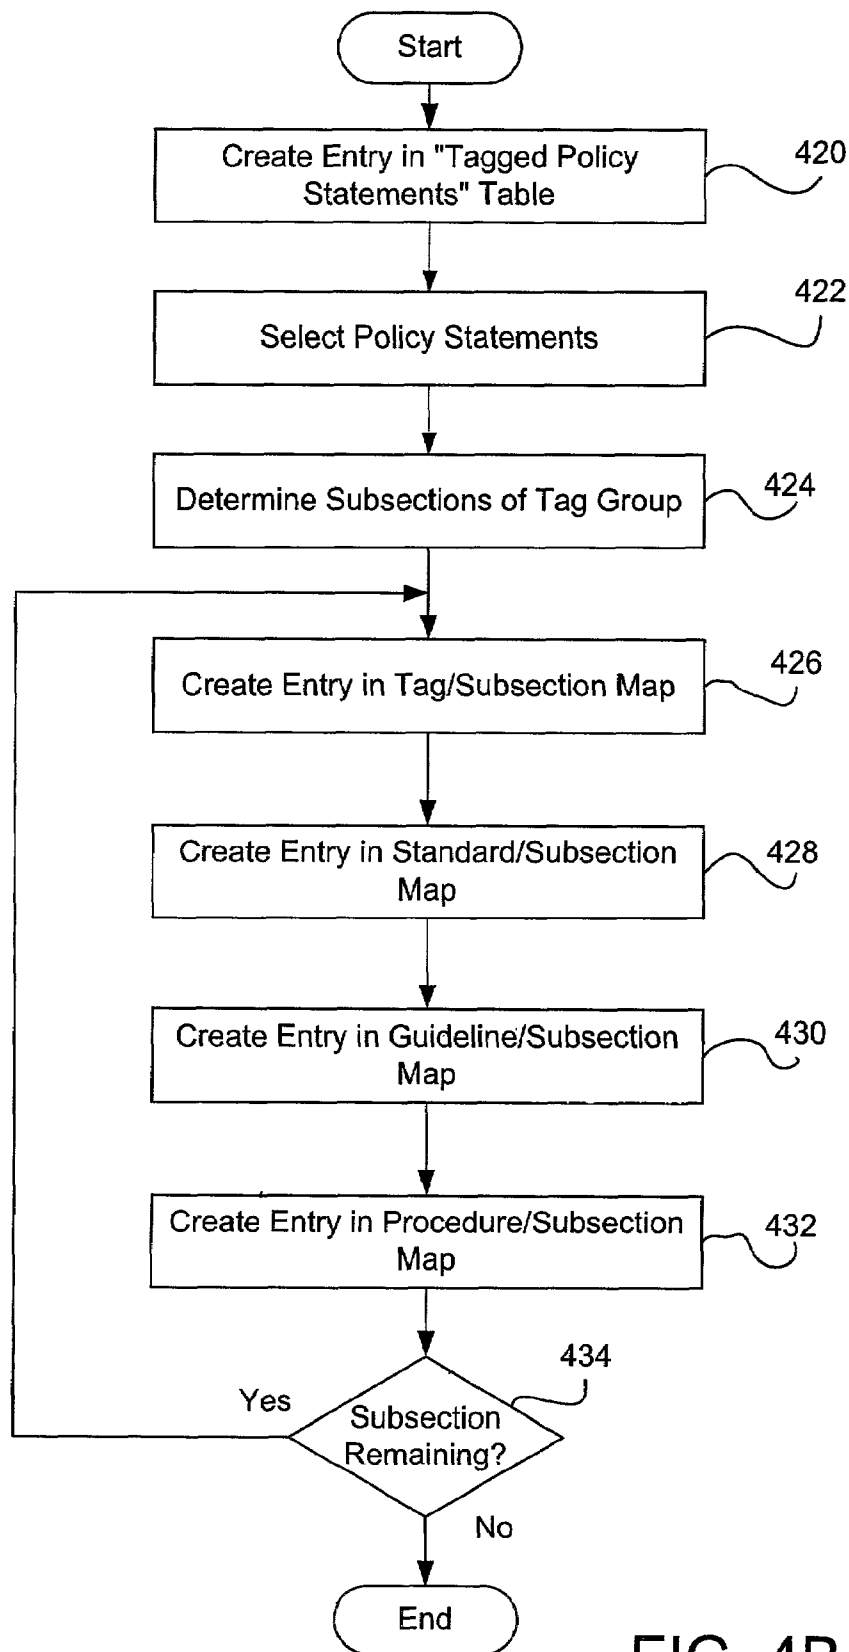 Start
Create Entry in "Tagged Policy
Statements" Table
420
Select Policy Statements
422
Determine Subsections of Tag Group
424
Create Entry in Tag/Subsection Map
426
Create Entry in Standard/Subsection
Map
428
Create Entry in Guideline/Subsection
Map
430
Create Entry in Procedure/Subsection
Map
432
434
Yes
Subsection
Remaining?
No
End
FIG. 4B